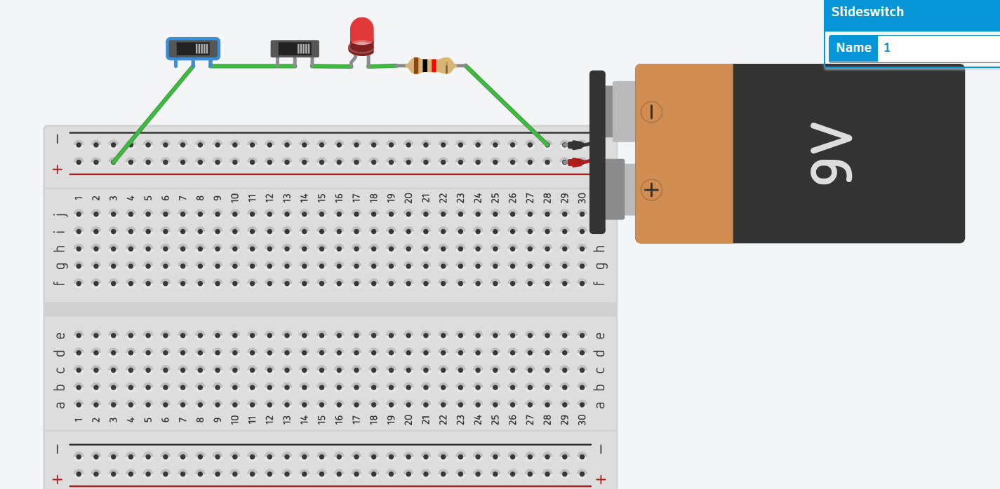 Slideswitch
Name 1
− +
9V
− +
1 2 3 4 5 6 7 8 9 10 11 12 13 14 15 16 17 18 19 20 21 22 23 24 25 26 27 28 29 30
j
i
h h
g g
f f
e e
d d
c c
b b
a a
1 2 3 4 5 6 7 8 9 10 11 12 13 14 15 16 17 18 19 20 21 22 23 24 25 26 27 28 29 30
− −
+ +